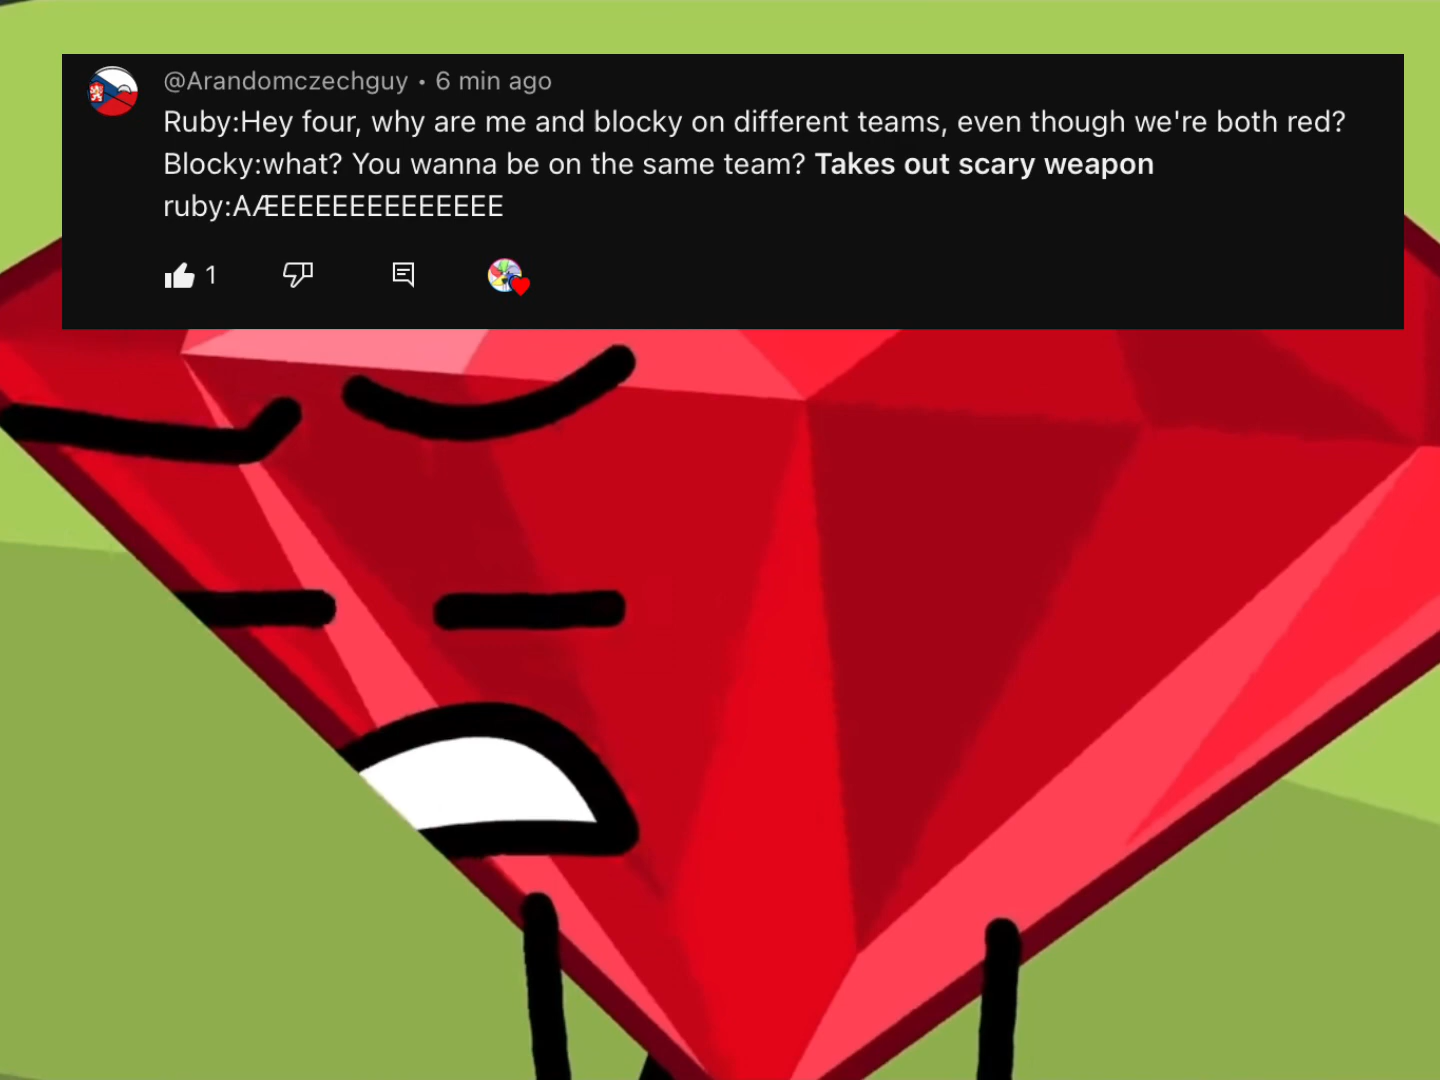 @Arandomczechguy • 6 min ago
Ruby:Hey four, why are me and blocky on different teams, even though we're both red?
Blocky:what? You wanna be on the same team? Takes out scary weapon
ruby:AÆEEEEEEEEEEEEEE
1